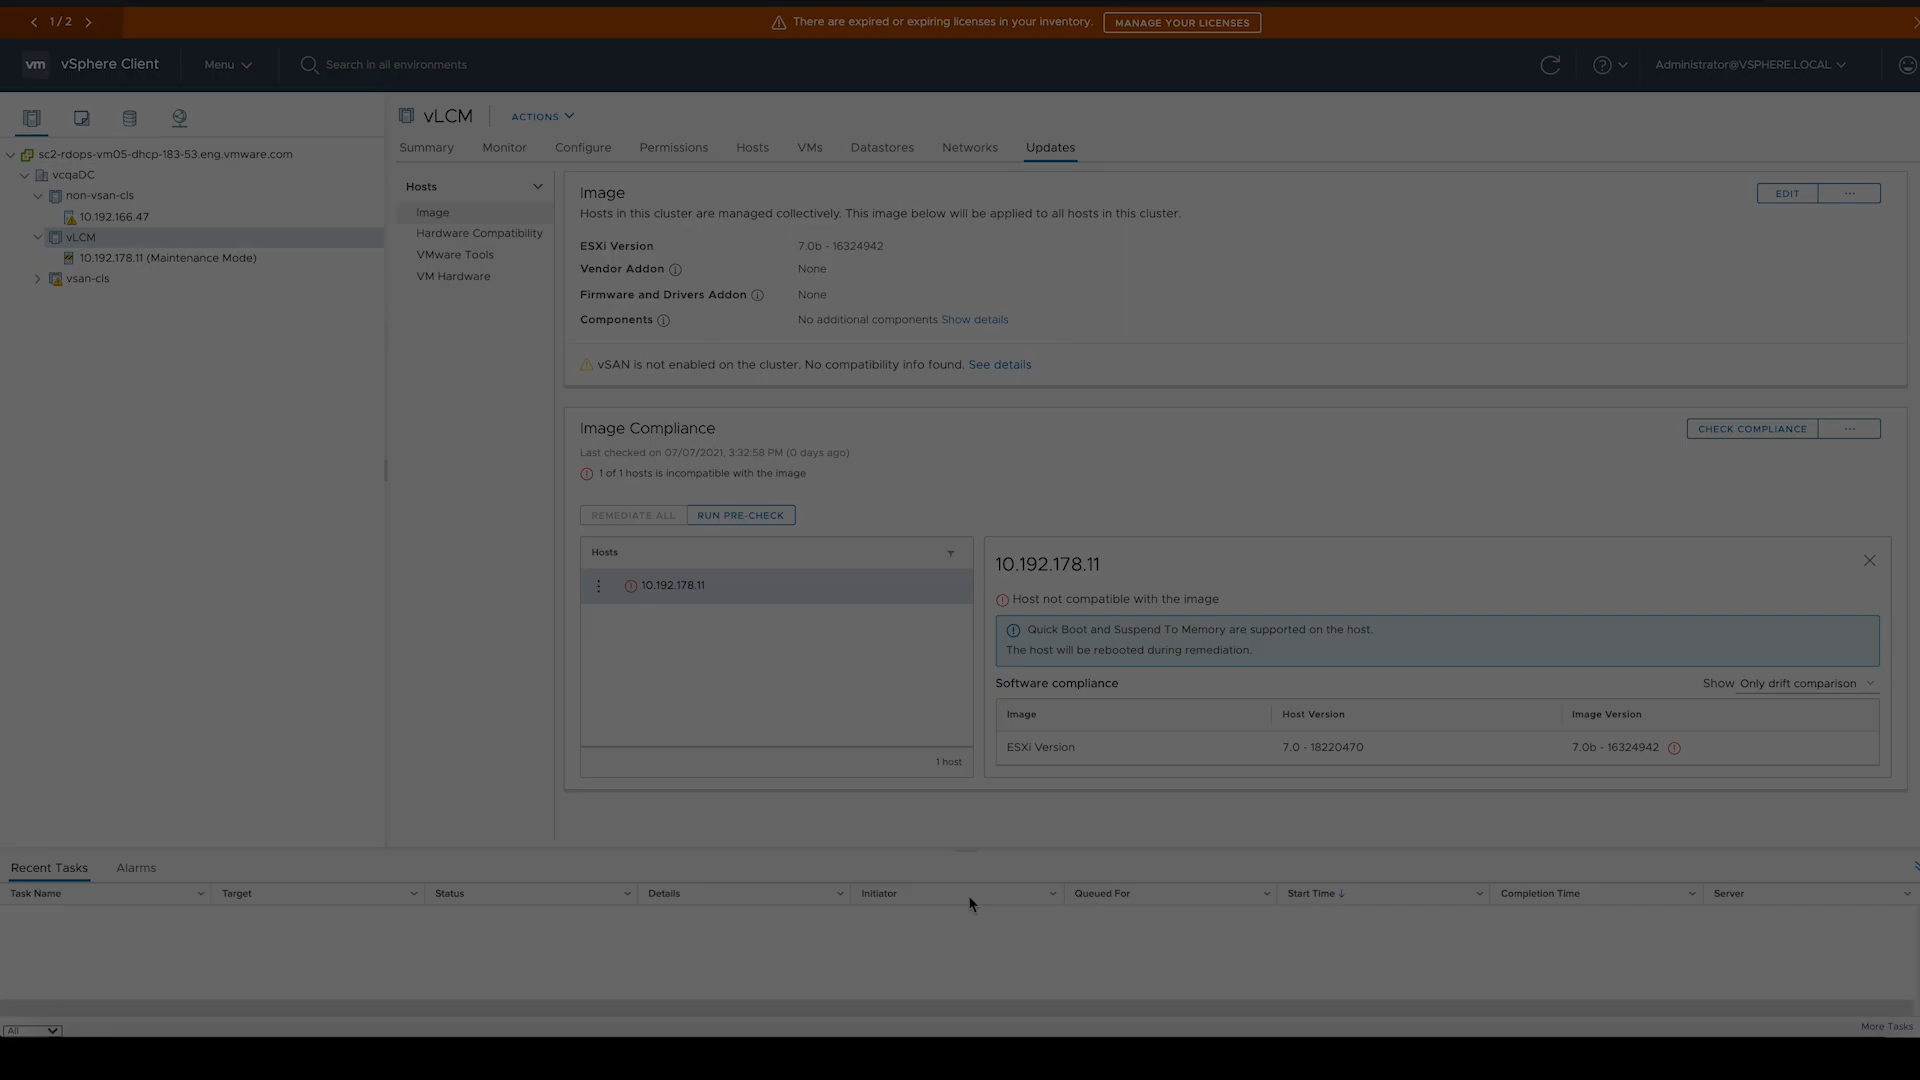 1 / 2
There are expired or expiring licenses in your inventory.
MANAGE YOUR LICENSES
vm vSphere Client
Menu
Search in all environments
Administrator@VSPHERE.LOCAL
sc2-rdops-vm05-dhcp-183-53.eng.vmware.com
vcqaDC
non-vsan-cls
10.192.166.47
vLCM
10.192.178.11 (Maintenance Mode)
vsan-cls
vLCM
ACTIONS
Summary Monitor Configure Permissions Hosts VMs Datastores Networks Updates
Hosts
Image
Hardware Compatibility
VMware Tools
VM Hardware
Image
EDIT ...
Hosts in this cluster are managed collectively. This image below will be applied to all hosts in this cluster.
ESXi Version 7.0b - 16324942
Vendor Addon None
Firmware and Drivers Addon None
Components No additional components Show details
vSAN is not enabled on the cluster. No compatibility info found. See details
Image Compliance
CHECK COMPLIANCE ...
Last checked on 07/07/2021, 3:32:58 PM (0 days ago)
1 of 1 hosts is incompatible with the image
REMEDIATE ALL RUN PRE-CHECK
Hosts
10.192.178.11
1 host
10.192.178.11
Host not compatible with the image
Quick Boot and Suspend To Memory are supported on the host.
The host will be rebooted during remediation.
Software compliance
Show Only drift comparison
Image Host Version Image Version
ESXi Version 7.0 - 18220470 7.0b - 16324942
Recent Tasks Alarms
Task Name Target Status Details Initiator Queued For Start Time ↓ Completion Time Server
All
More Tasks